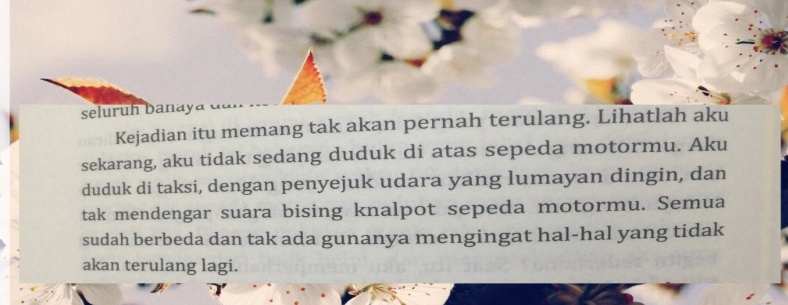 seluruh bahaya
Kejadian itu memang tak akan pernah terulang. Lihatlah aku
sekarang, aku tidak sedang duduk di atas sepeda motormu. Aku
duduk di taksi, dengan penyejuk udara yang lumayan dingin, dan
tak mendengar suara bising knalpot sepeda motormu. Semua
sudah berbeda dan tak ada gunanya mengingat hal-hal yang tidak
akan terulang lagi.